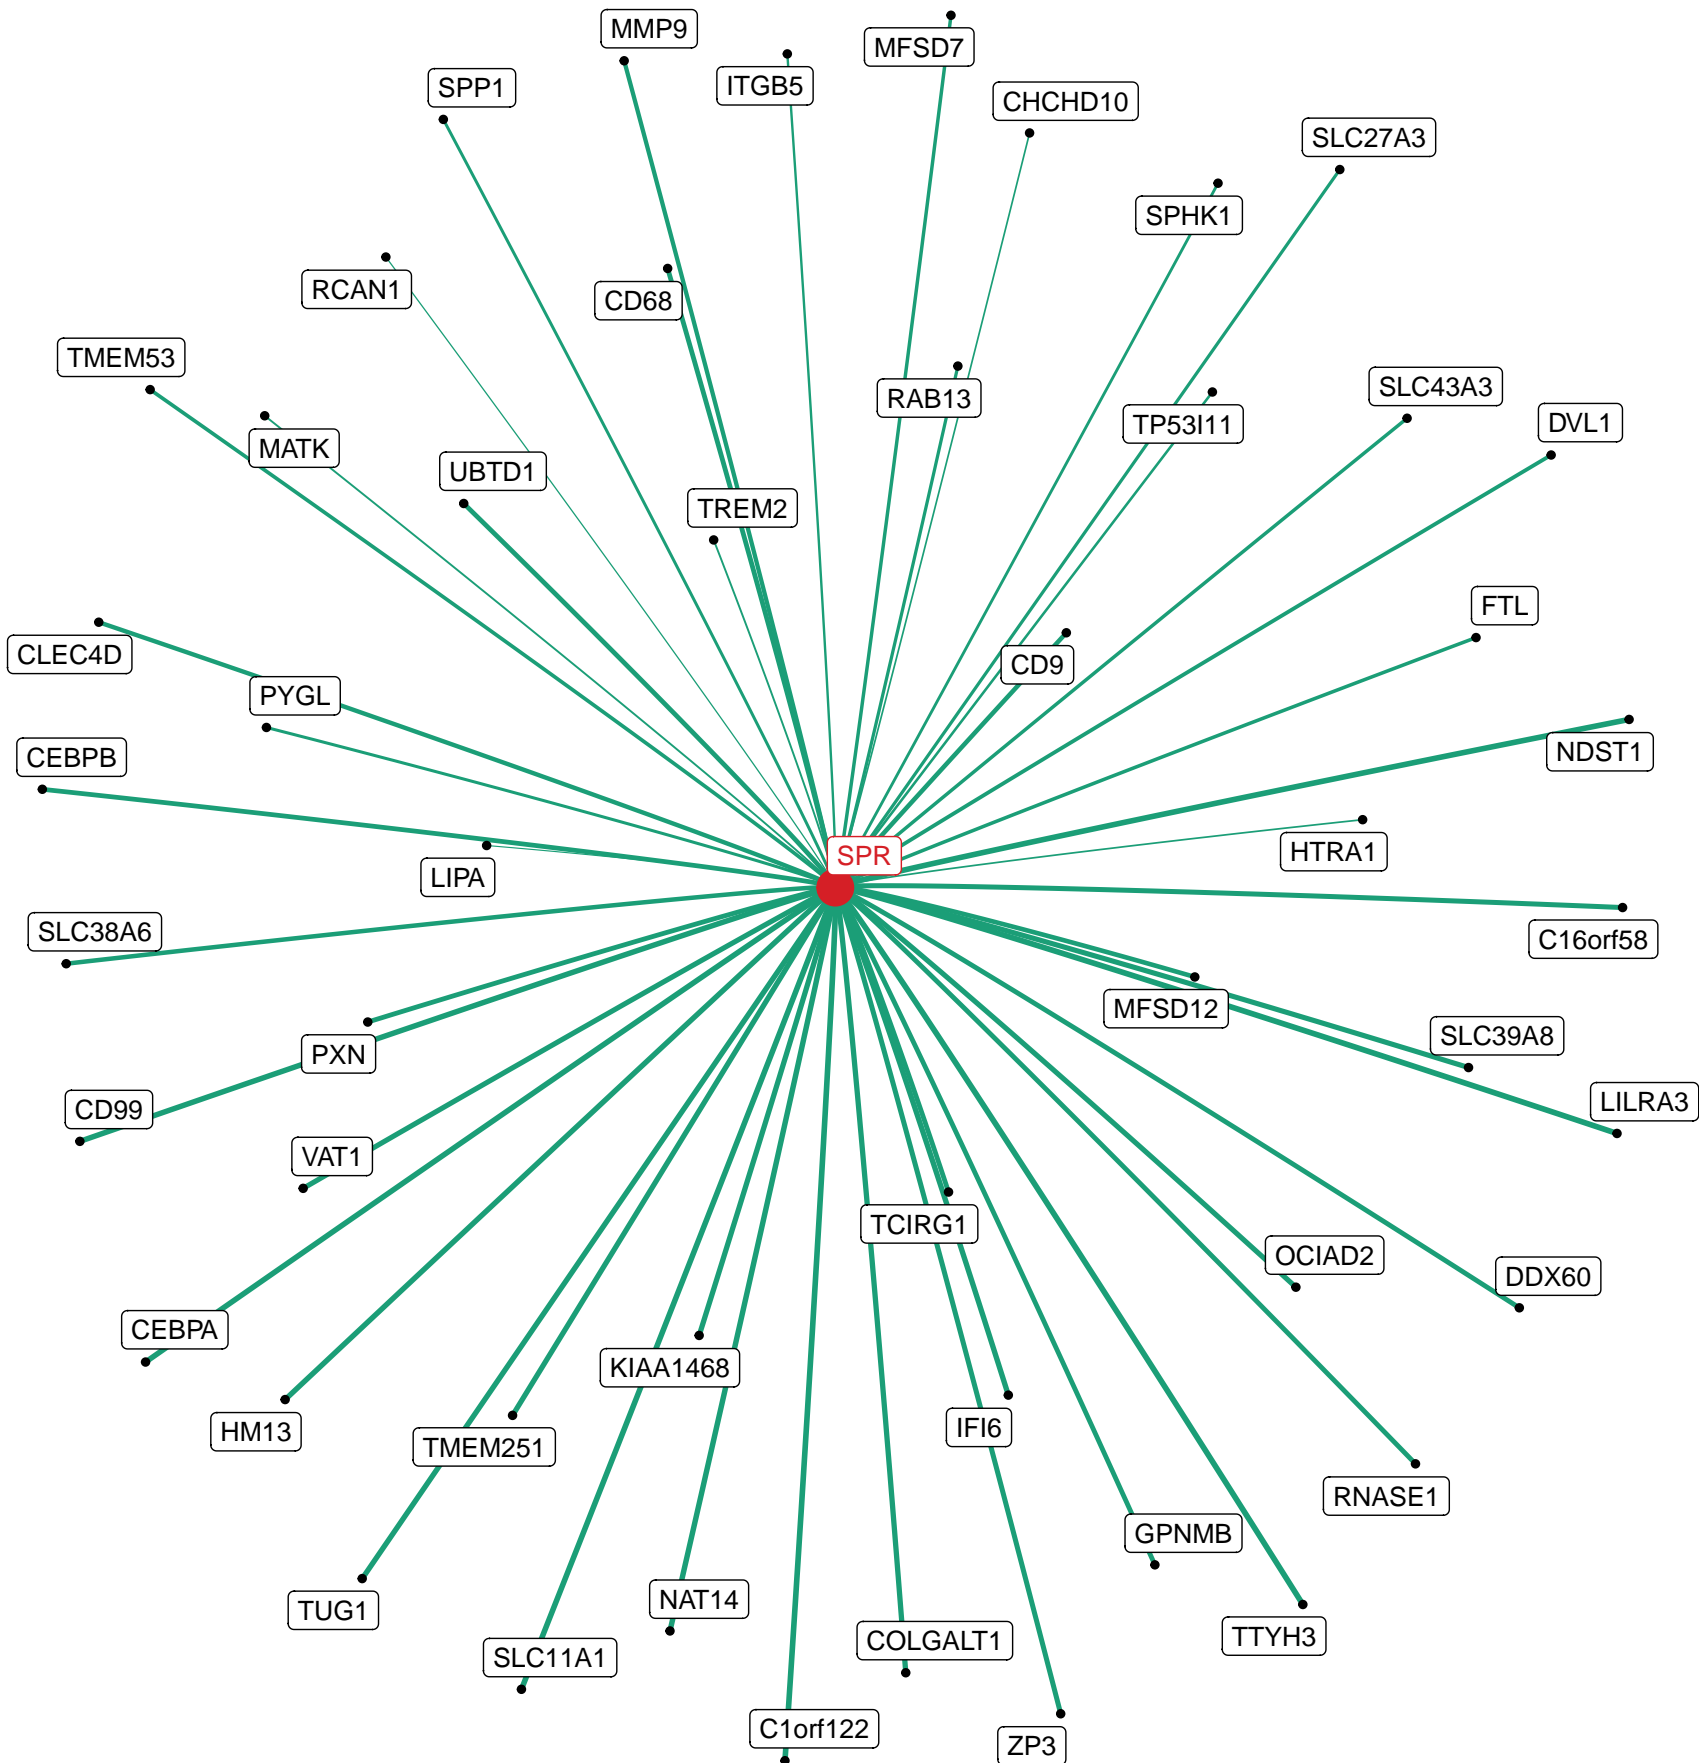 MMP9
MFSD7
SPP1
ITGB5
CHCHD10
SLC27A3
SPHK1
RCAN1
CD68
TMEM53
RAB13
SLC43A3
TP53I11
DVL1
MATK
UBTD1
TREM2
FTL
CLEC4D
CD9
PYGL
CEBPB
NDST1
SPR
HTRA1
LIPA
SLC38A6
C16orf58
MFSD12
SLC39A8
PXN
LILRA3
CD99
VAT1
TCIRG1
OCIAD2
DDX60
CEBPA
KIAA1468
IFI6
HM13
TMEM251
RNASE1
GPNMB
NAT14
TUG1
TTYH3
COLGALT1
SLC11A1
C1orf122
ZP3